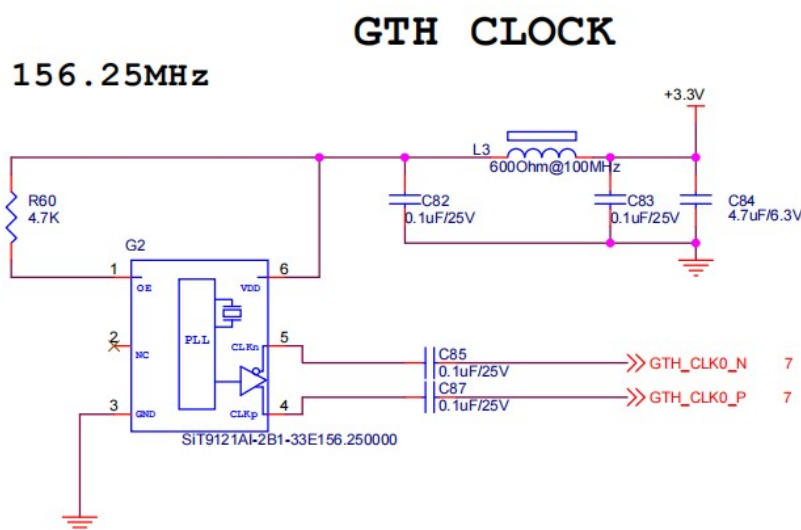 GTH CLOCK
156.25MHz
+3.3V
L3
600Ohm@100MHz
R60
4.7K
C82
0.1uF/25V
C83
0.1uF/25V
C84
4.7uF/6.3V
G2
1
OE
VDD
6
PLL
2
NC
CLKn
5
C85
0.1uF/25V
GTH_CLK0_N 7
C87
0.1uF/25V
GTH_CLK0_P 7
3
GND
CLKp
4
SiT9121AI-2B1-33E156.250000